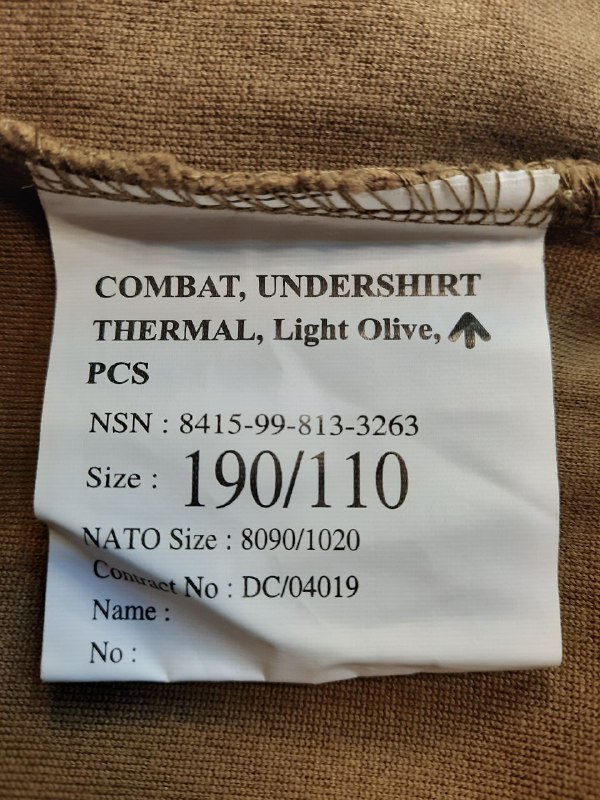 COMBAT, UNDERSHIRT
THERMAL, Light Olive,
PCS
NSN : 8415-99-813-3263
Size : 190/110
NATO Size : 8090/1020
Contract No : DC/04019
Name :
No :